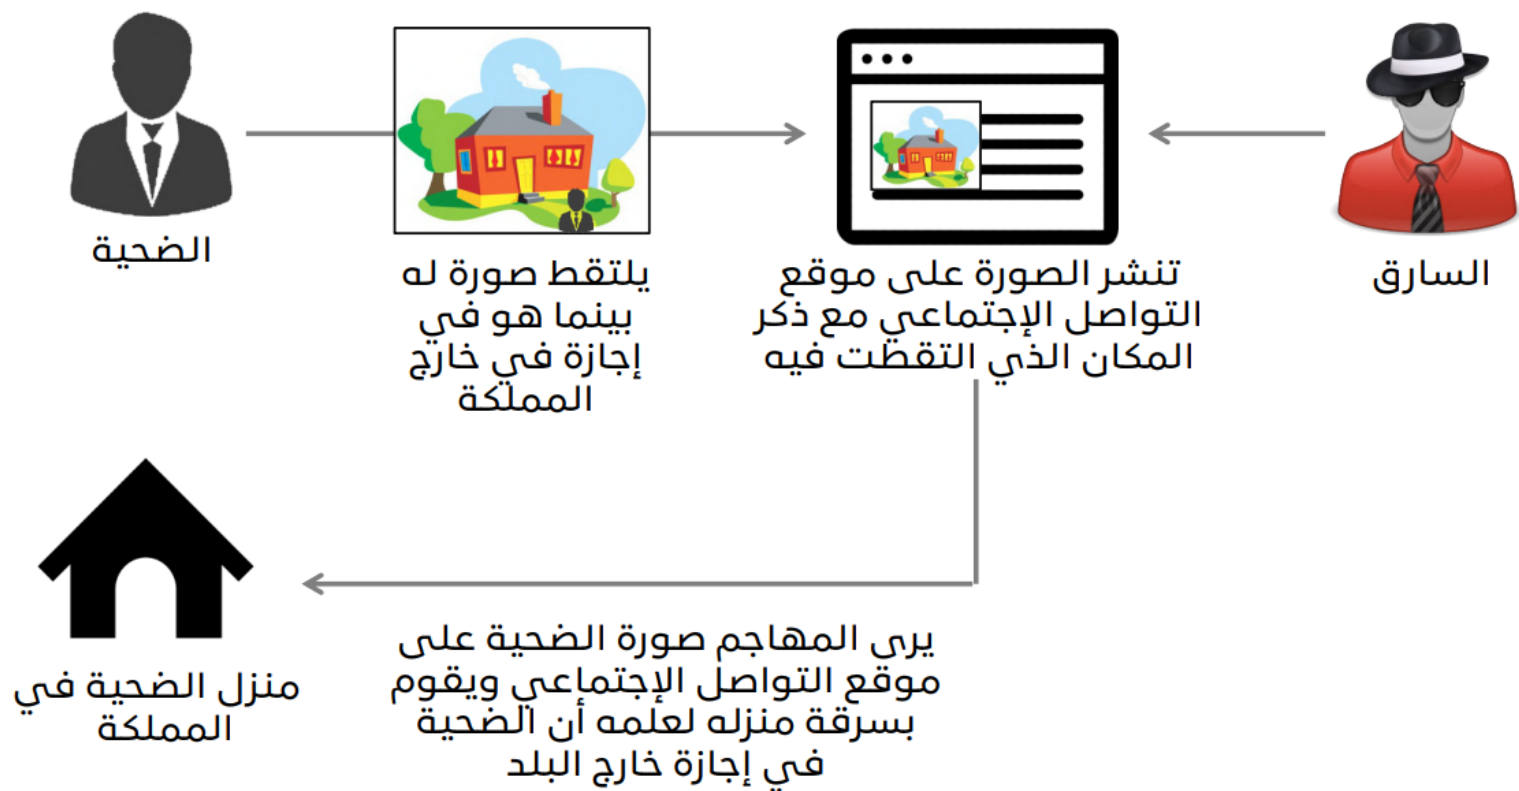 الضحية
يلتقط صورة له
بينما هو في
إجازة في خارج
المملكة
تنشر الصورة على موقع
التواصل الإجتماعي مع ذكر
المكان الذي التقطت فيه
السارق
يرى المهاجم صورة الضحية على
موقع التواصل الإجتماعي ويقوم
بسرقة منزله لعلمه أن الضحية
في إجازة خارج البلد
منزل الضحية في
المملكة